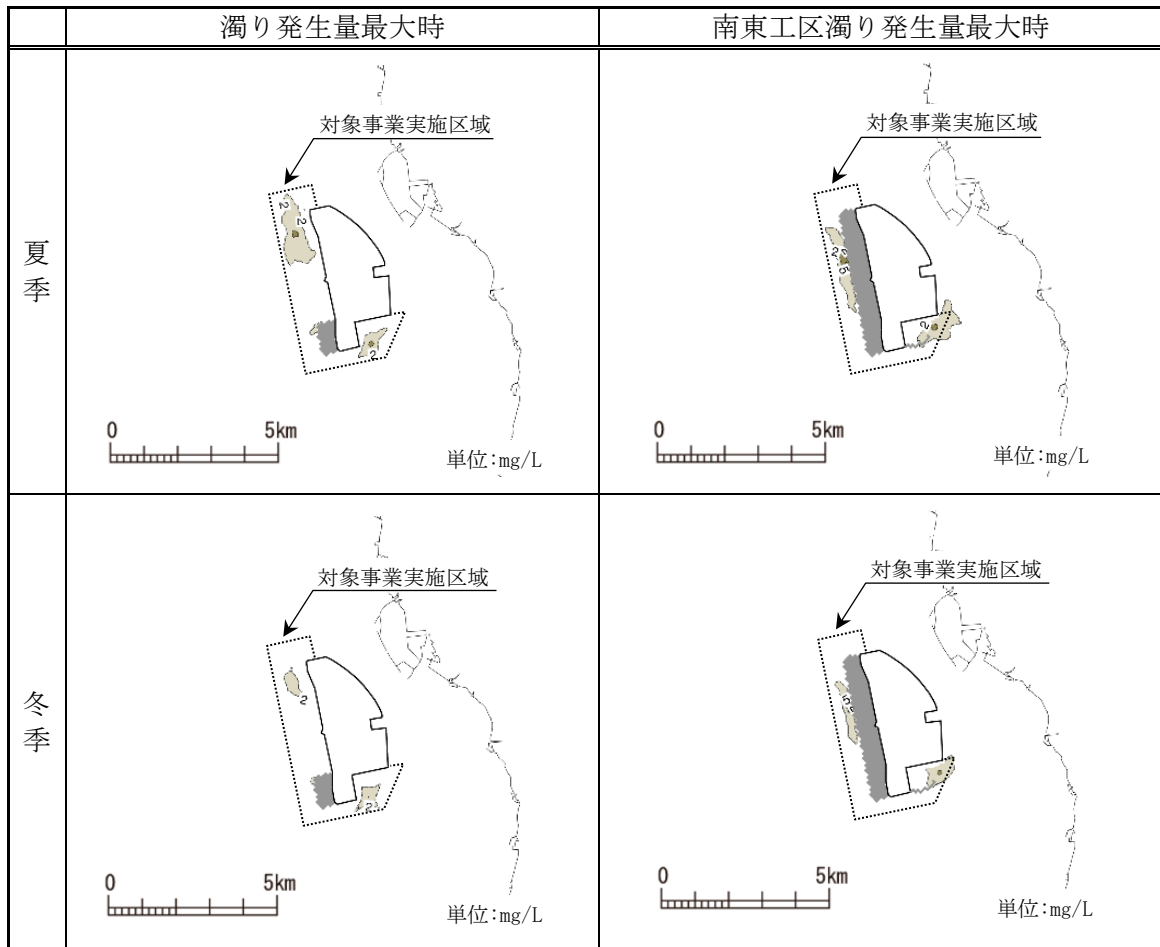 濁り発生量最大時
南東工区濁り発生量最大時
夏季
対象事業実施区域
2
2
2
0 5km
単位:mg/L
対象事業実施区域
2
2
5
2
0 5km
単位:mg/L
冬季
対象事業実施区域
2
2
0 5km
単位:mg/L
対象事業実施区域
5
0 5km
単位:mg/L